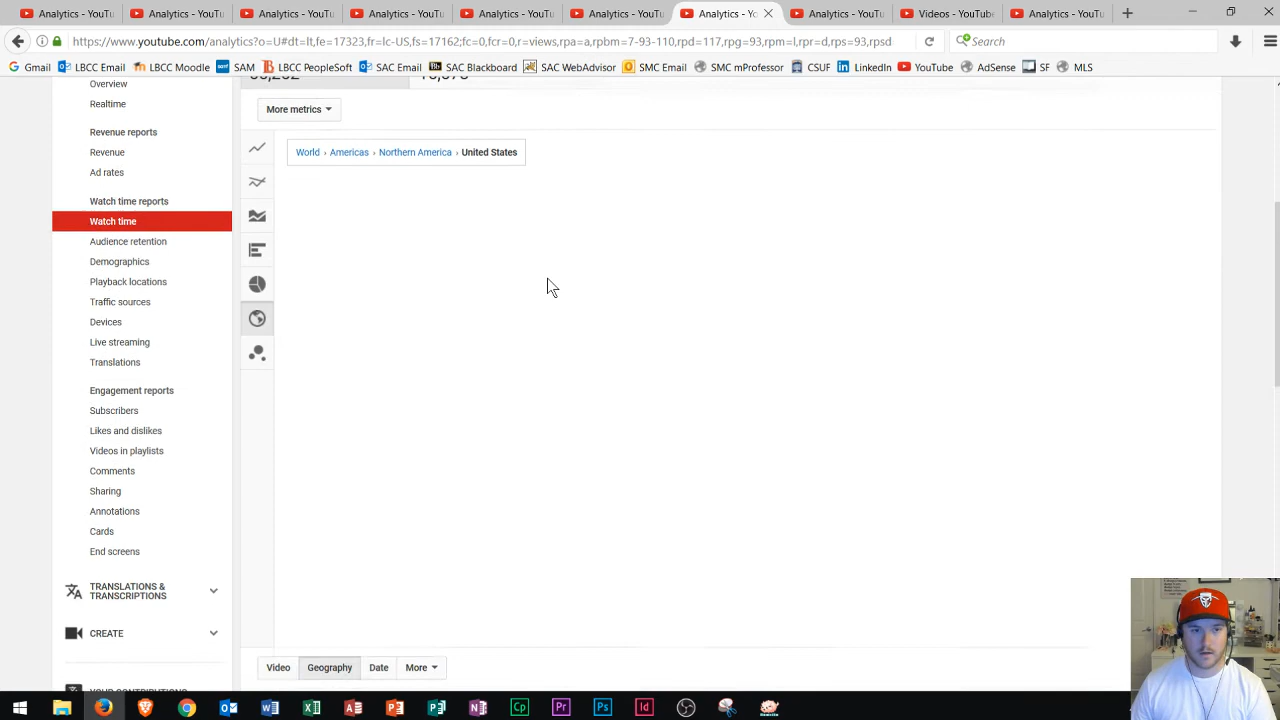 Analytics - YouTu Analytics - YouTu Analytics - YouTu Analytics - YouTu Analytics - YouTu Analytics - YouTu Analytics - YouTu Analytics - YouTu Videos - YouTube Analytics - YouTu
https://www.youtube.com/analytics?o=U#dt=lt,fe=17323,fr=lc-US,fs=17162;fc=0,fcr=0,r=views,rpa=a,rpbm=7-93-110,rpd=117,rpg=93,rpm=l,rpr=d,rps=93,rpsd Search
Gmail LBCC Email LBCC Moodle SAM LBCC PeopleSoft SAC Email SAC Blackboard SAC WebAdvisor SMC Email SMC mProfessor CSUF LinkedIn YouTube AdSense SF MLS
Overview
More metrics
Realtime
Revenue reports
World › Americas › Northern America › United States
Revenue
Ad rates
Watch time reports
Watch time
Audience retention
Demographics
Playback locations
Traffic sources
Devices
Live streaming
Translations
Engagement reports
Subscribers
Likes and dislikes
Videos in playlists
Comments
Sharing
Annotations
Cards
End screens
TRANSLATIONS &
TRANSCRIPTIONS
CREATE
Video Geography Date More
YOUR CONTRIBUTIONS